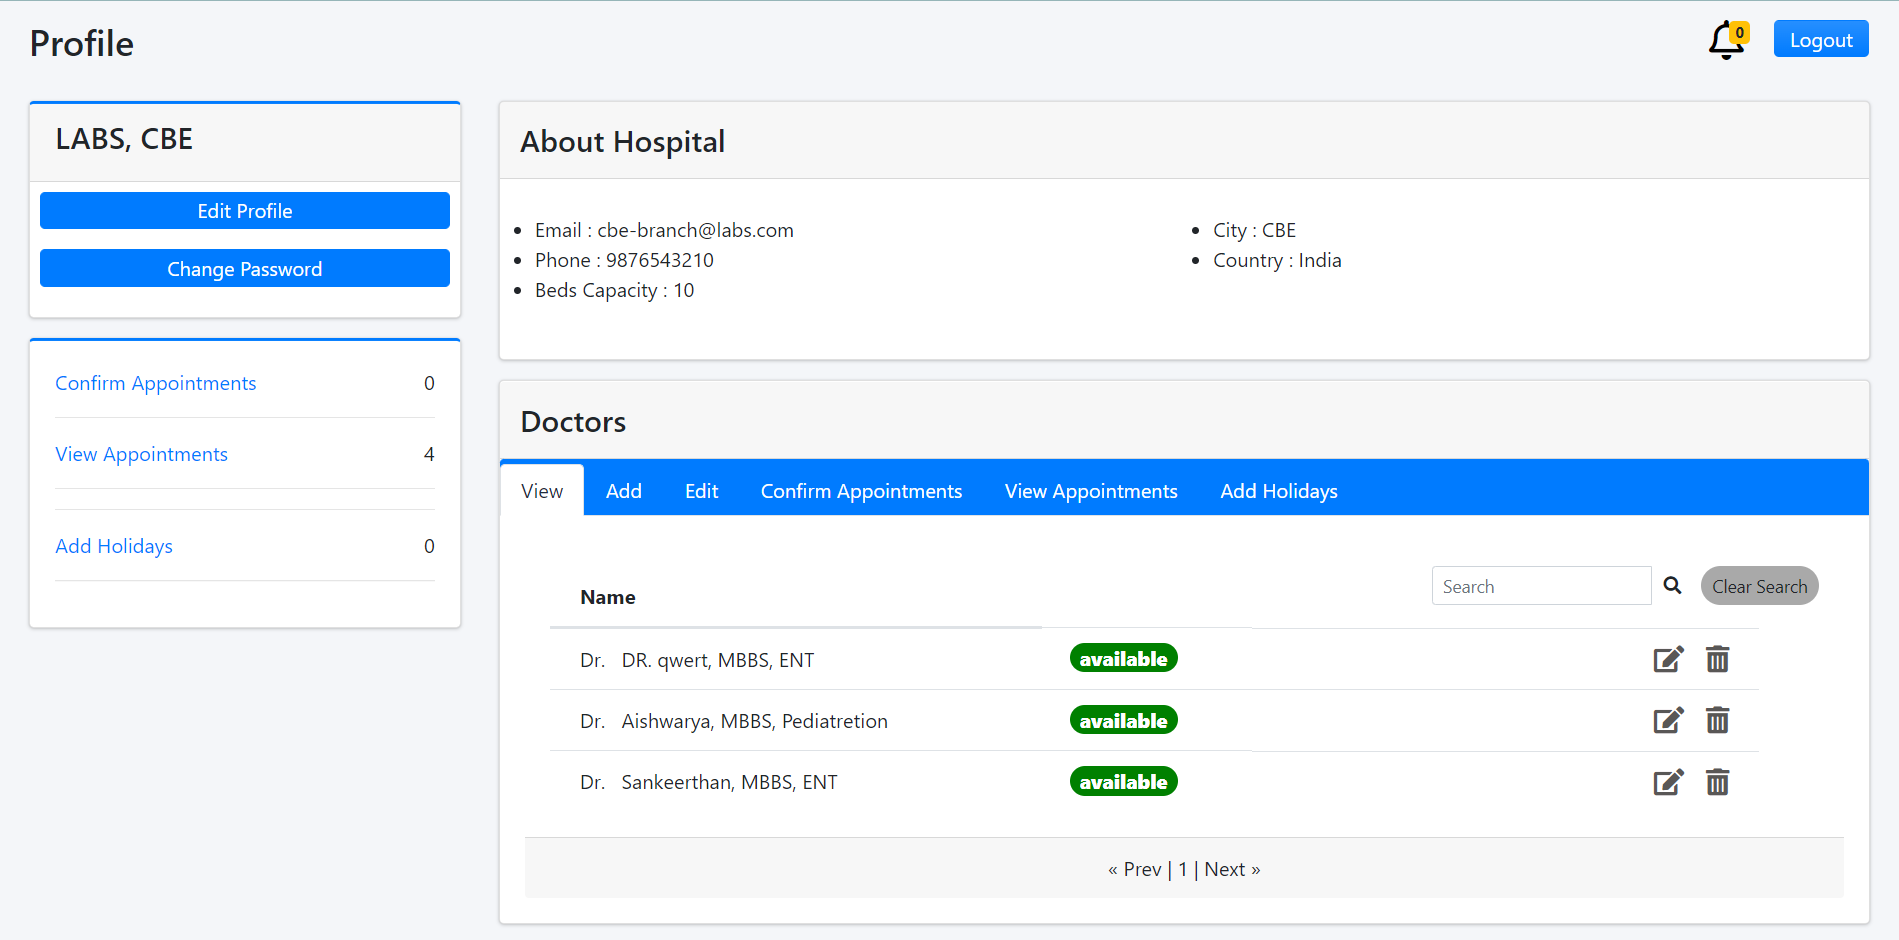 Profile
0
Logout
LABS, CBE
Edit Profile
Change Password
Confirm Appointments 0
View Appointments 4
Add Holidays 0
About Hospital
Email : cbe-branch@labs.com
Phone : 9876543210
Beds Capacity : 10
City : CBE
Country : India
Doctors
View Add Edit Confirm Appointments View Appointments Add Holidays
Search Clear Search
Name
Dr. DR. qwert, MBBS, ENT available
Dr. Aishwarya, MBBS, Pediatretion available
Dr. Sankeerthan, MBBS, ENT available
« Prev | 1 | Next »